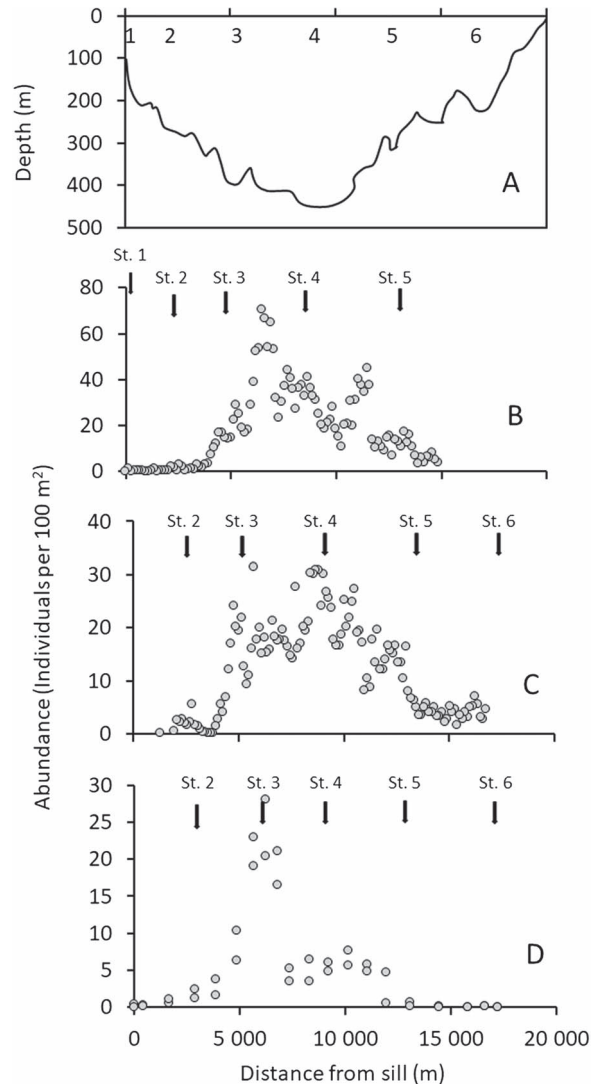 0
1 2 3 4 5 6
100
200
300
400
500
Depth (m)
A
St. 1
St. 2 St. 3 St. 4 St. 5
80
60
40
20
0
B
St. 2 St. 3 St. 4 St. 5 St. 6
40
30
20
10
0
C
St. 2 St. 3 St. 4 St. 5 St. 6
30
25
20
15
10
5
0
D
Abundance (Individuals per 100 m²)
0 5 000 10 000 15 000 20 000
Distance from sill (m)